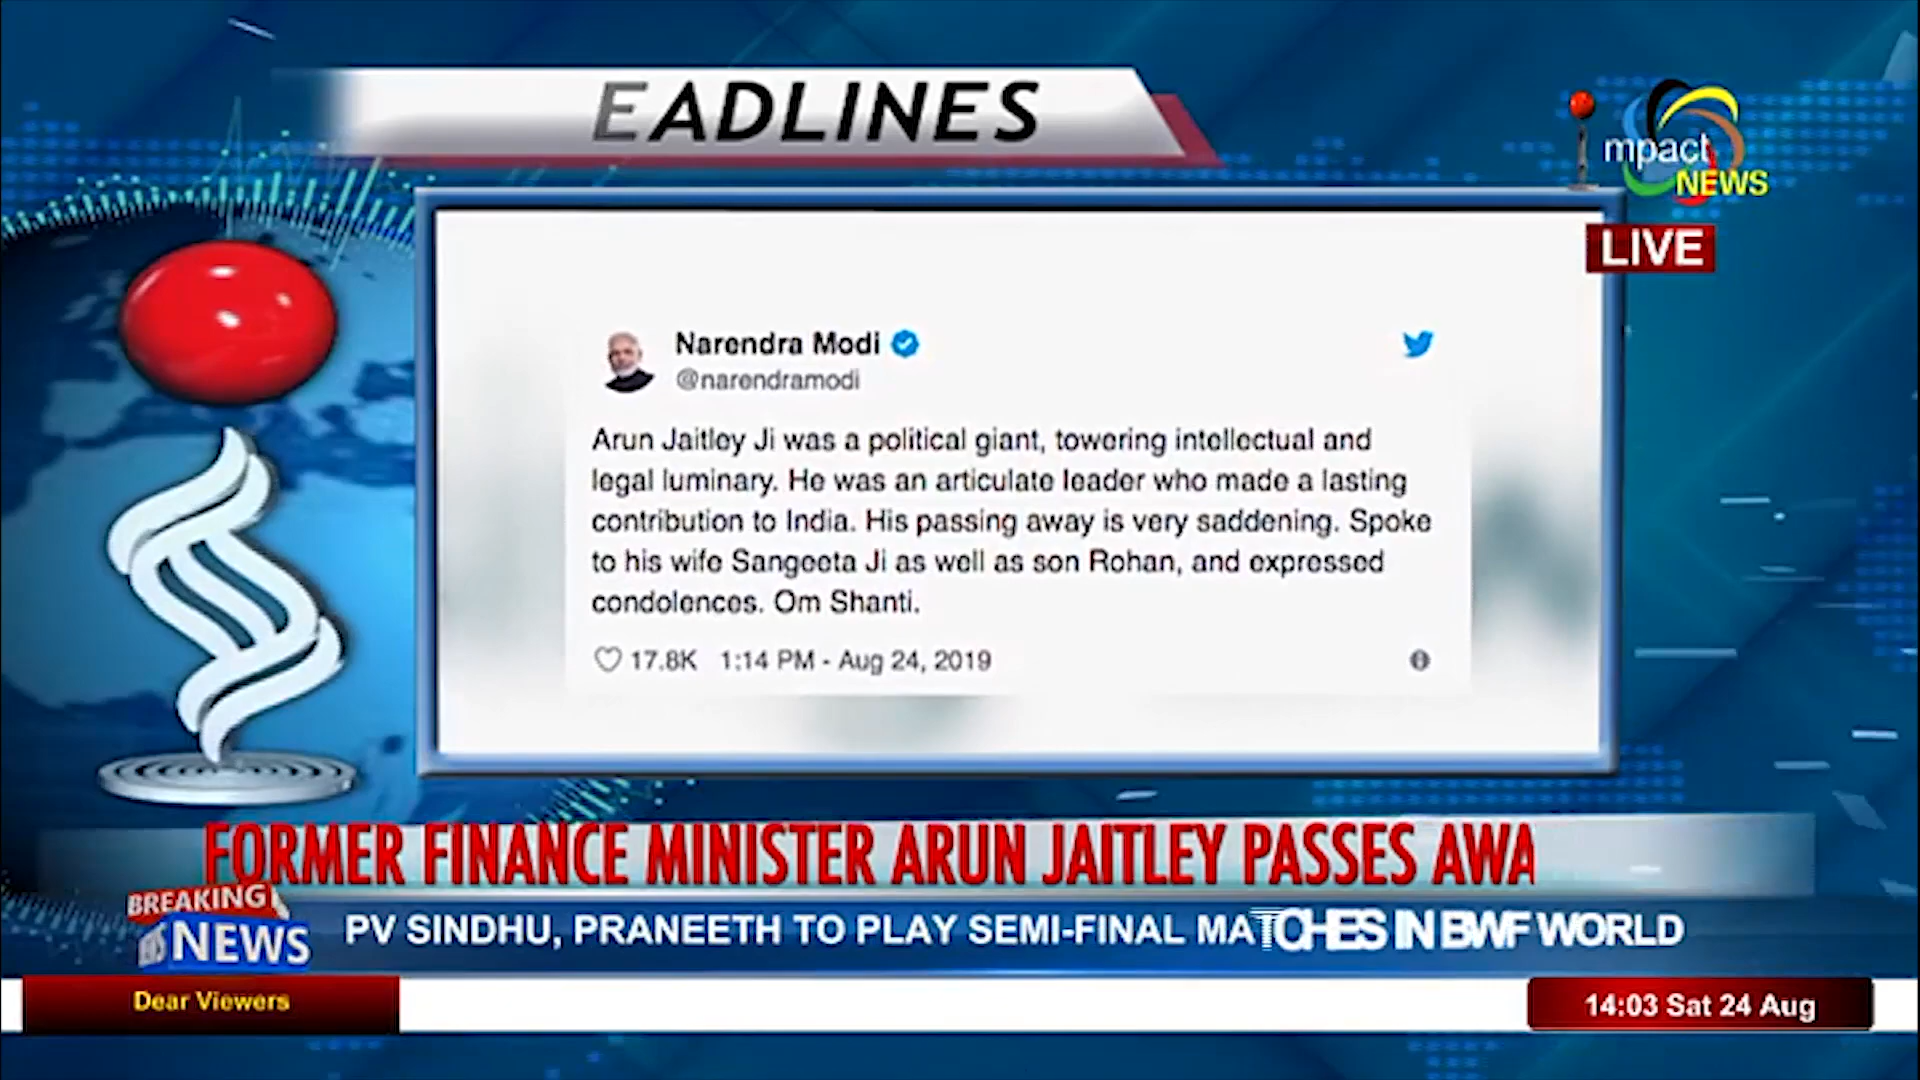 EADLINES
mpact
NEWS
LIVE
Narendra Modi
@narendramodi
Arun Jaitley Ji was a political giant, towering intellectual and
legal luminary. He was an articulate leader who made a lasting
contribution to India. His passing away is very saddening. Spoke
to his wife Sangeeta Ji as well as son Rohan, and expressed
condolences. Om Shanti.
17.8K 1:14 PM - Aug 24, 2019
FORMER FINANCE MINISTER ARUN JAITLEY PASSES AWA
BREAKING
NEWS
PV SINDHU, PRANEETH TO PLAY SEMI-FINAL MATCHES IN BWF WORLD
Dear Viewers
14:03 Sat 24 Aug